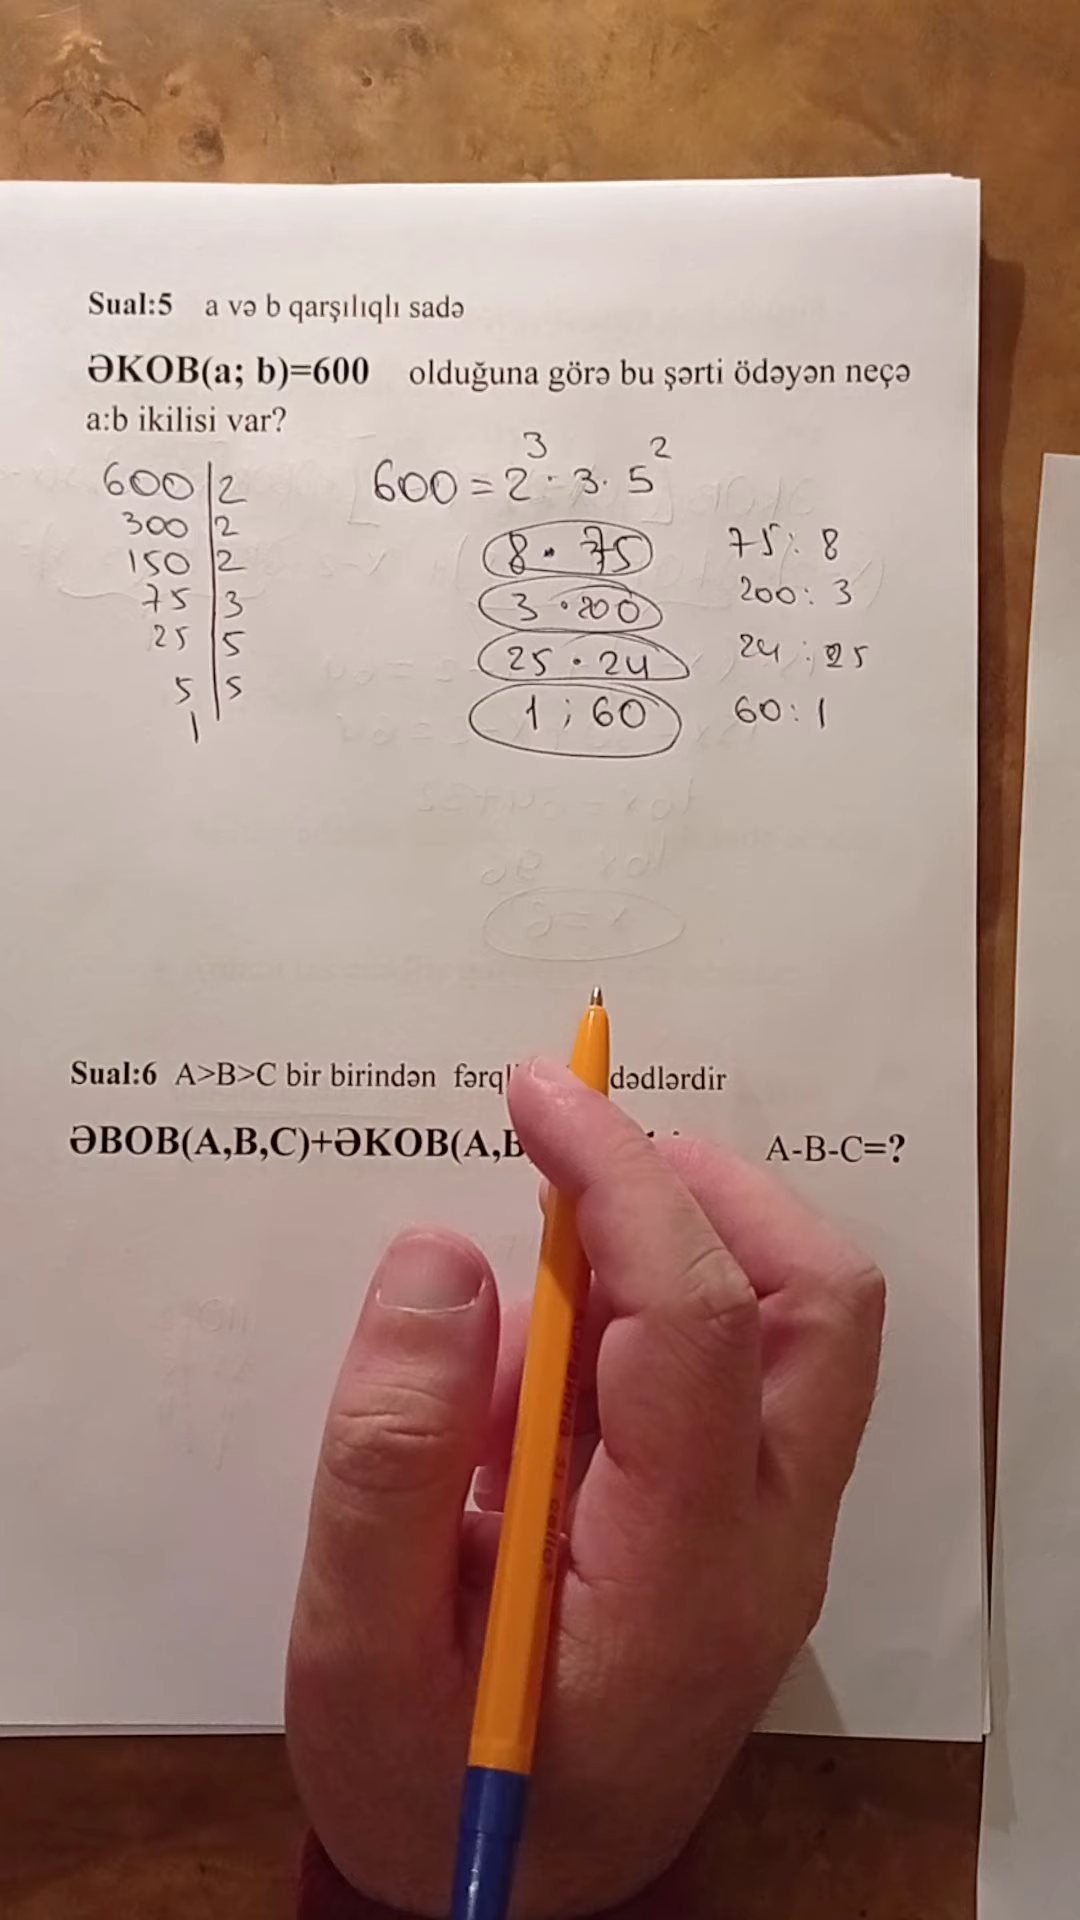 Sual:5 a və b qarşılıqlı sadə
ƏKOB(a; b)=600 olduğuna görə bu şərti ödəyən neçə
a:b ikilisi var?
600 | 2
300 | 2
150 | 2
75 | 3
25 | 5
5 | 5
1
600 = 2³ · 3 · 5²
8 · 75 75 : 8
3 · 200 200 : 3
25 · 24 24 : 25
1 ; 60 60 : 1
Sual:6 A>B>C bir birindən
ƏBOB(A,B,C)+ƏKOB(A,B A-B-C=?